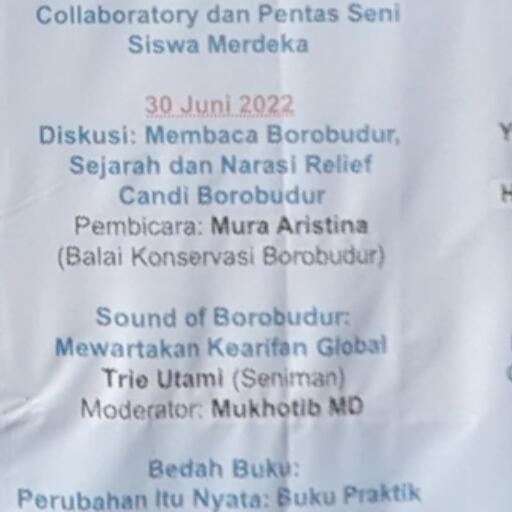 Collaboratory dan Pentas Seni
Siswa Merdeka
30 Juni 2022
Diskusi: Membaca Borobudur,
Sejarah dan Narasi Relief
Candi Borobudur
Pembicara: Mura Aristina
(Balai Konservasi Borobudur)
Sound of Borobudur:
Mewartakan Kearifan Global
Trie Utami (Seniman)
Moderator: Mukhotib MD
Bedah Buku:
Perubahan Itu Nyata: Buku Praktik